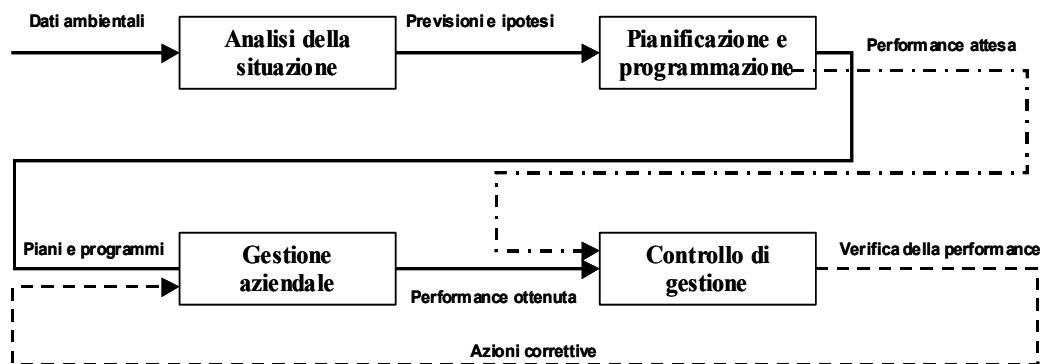 Dati ambientali
Analisi della
situazione
Previsioni e ipotesi
Pianificazione e
programmazione
Performance attesa
Piani e programmi
Gestione
aziendale
Performance ottenuta
Controllo di
gestione
Verifica della performance
Azioni correttive